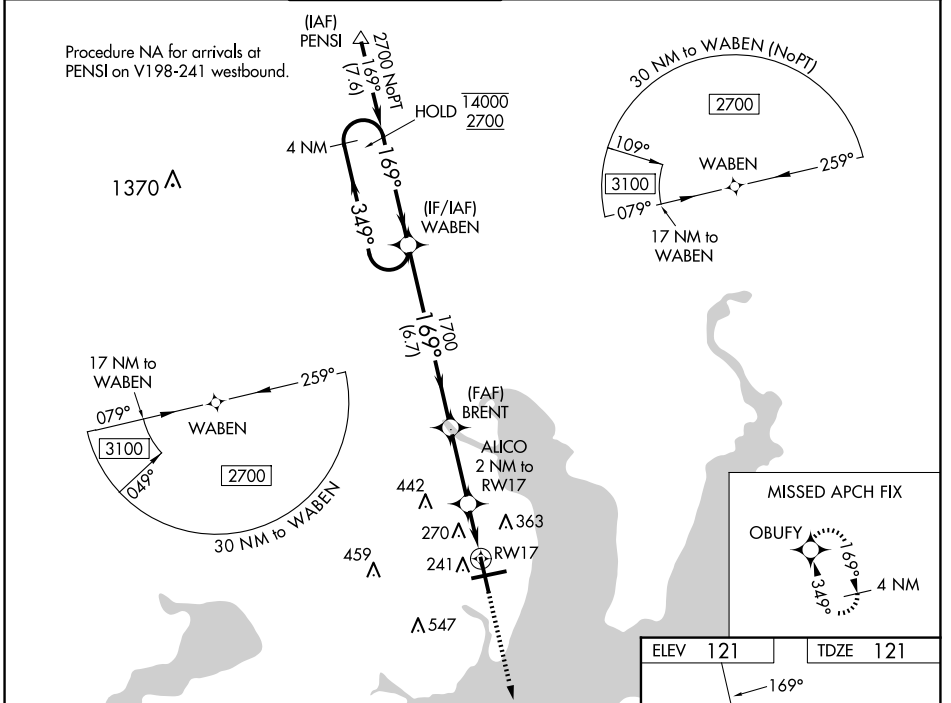 Procedure NA for arrivals at
PENSI on V198-241 westbound.
(IAF)
PENSI
2700 NoPT
169°
(7.6)
HOLD
14000
2700
4 NM
169°
349°
(IF/IAF)
WABEN
1370
30 NM to WABEN (NoPT)
2700
109°
3100
079°
WABEN
259°
17 NM to
WABEN
1700
169°
(6.7)
17 NM to
WABEN
079°
259°
WABEN
3100
049°
2700
30 NM to WABEN
(FAF)
BRENT
ALICO
2 NM to
RW17
442
363
270
459
241
RW17
547
MISSED APCH FIX
OBUFY
169°
349°
4 NM
ELEV 121
TDZE 121
169°